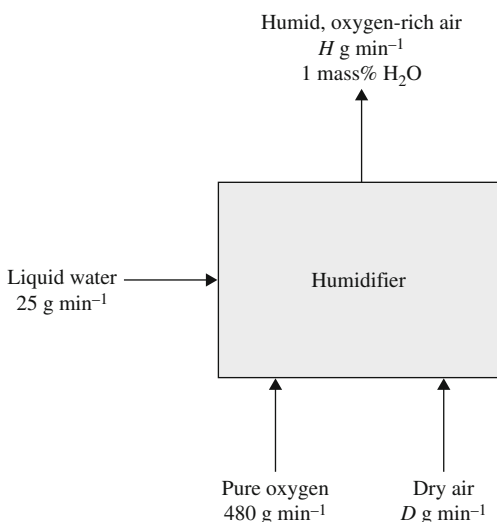 Humid, oxygen-rich air
H g min⁻¹
1 mass% H₂O
Liquid water
25 g min⁻¹
Humidifier
Pure oxygen
480 g min⁻¹
Dry air
D g min⁻¹